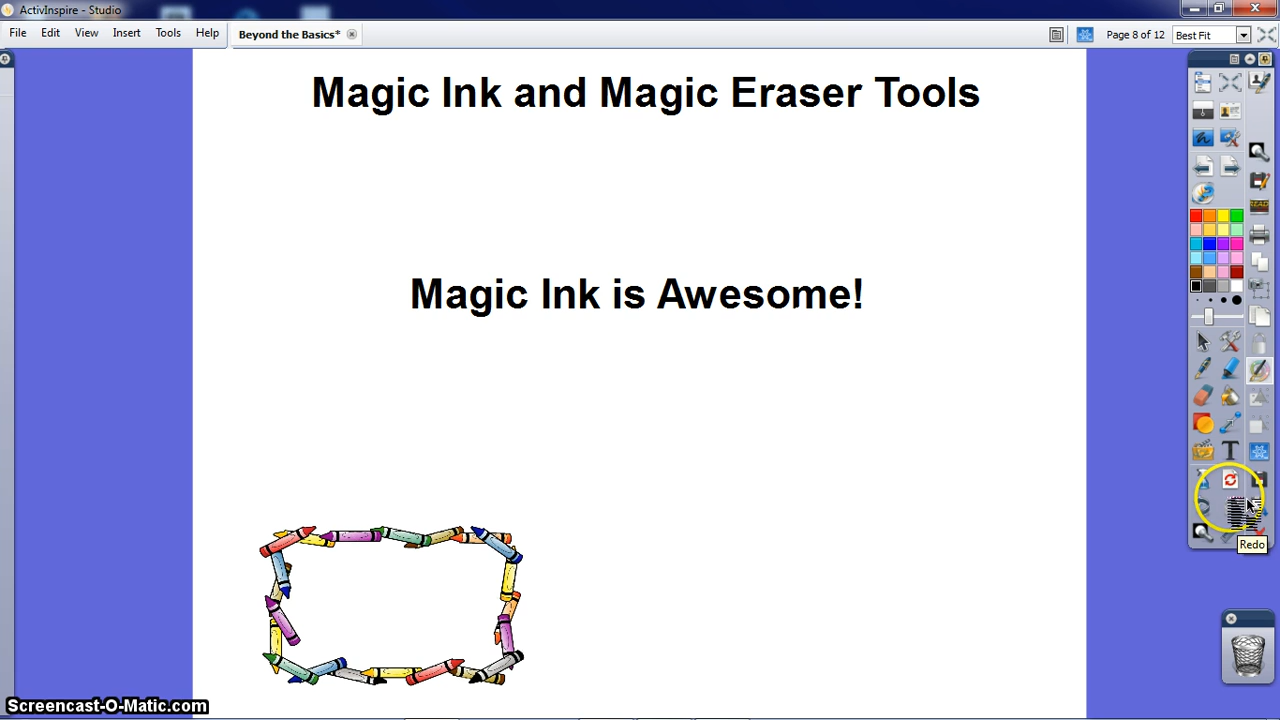 ActivInspire - Studio
File Edit View Insert Tools Help Beyond the Basics* Page 8 of 12 Best Fit
Magic Ink and Magic Eraser Tools
Magic Ink is Awesome!
READ
T
Redo
Screencast-O-Matic.com